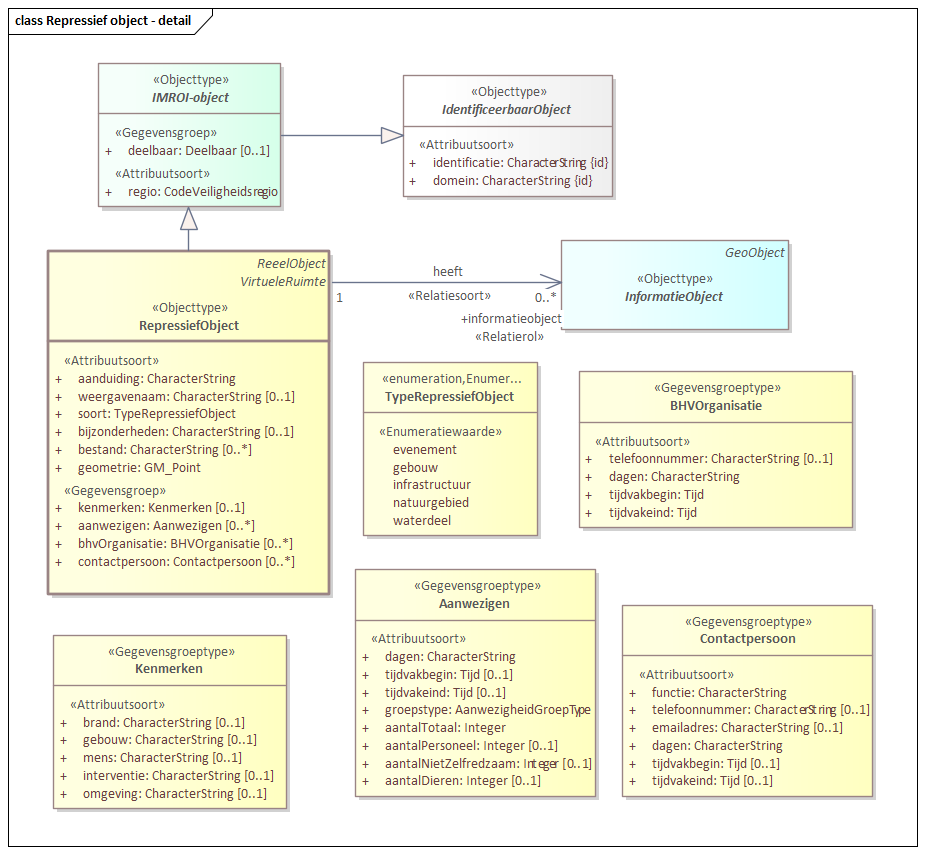 class Repressief object - detail
«Objecttype»
IMROI-object
«Gegevensgroep»
+ deelbaar: Deelbaar [0..1]
«Attribuutsoort»
+ regio: CodeVeiligheidsregio
«Objecttype»
IdentificeerbaarObject
«Attribuutsoort»
+ identificatie: CharacterString {id}
+ domein: CharacterString {id}
ReeelObject
VirtueleRuimte
«Objecttype»
RepressiefObject
«Attribuutsoort»
+ aanduiding: CharacterString
+ weergavenaam: CharacterString [0..1]
+ soort: TypeRepressiefObject
+ bijzonderheden: CharacterString [0..1]
+ bestand: CharacterString [0..*]
+ geometrie: GM_Point
«Gegevensgroep»
+ kenmerken: Kenmerken [0..1]
+ aanwezigen: Aanwezigen [0..*]
+ bhvOrganisatie: BHVOrganisatie [0..*]
+ contactpersoon: Contactpersoon [0..*]
heeft
1 «Relatiesoort» 0..*
+informatieobject
«Relatierol»
GeoObject
«Objecttype»
InformatieObject
«enumeration,Enumer...
TypeRepressiefObject
«Enumeratiewaarde»
evenement
gebouw
infrastructuur
natuurgebied
waterdeel
«Gegevensgroeptype»
BHVOrganisatie
«Attribuutsoort»
+ telefoonnummer: CharacterString [0..1]
+ dagen: CharacterString
+ tijdvakbegin: Tijd
+ tijdvakeind: Tijd
«Gegevensgroeptype»
Kenmerken
«Attribuutsoort»
+ brand: CharacterString [0..1]
+ gebouw: CharacterString [0..1]
+ mens: CharacterString [0..1]
+ interventie: CharacterString [0..1]
+ omgeving: CharacterString [0..1]
«Gegevensgroeptype»
Aanwezigen
«Attribuutsoort»
+ dagen: CharacterString
+ tijdvakbegin: Tijd [0..1]
+ tijdvakeind: Tijd [0..1]
+ groepstype: AanwezigheidGroepType
+ aantalTotaal: Integer
+ aantalPersoneel: Integer [0..1]
+ aantalNietZelfredzaam: Integer [0..1]
+ aantalDieren: Integer [0..1]
«Gegevensgroeptype»
Contactpersoon
«Attribuutsoort»
+ functie: CharacterString
+ telefoonnummer: CharacterString [0..1]
+ emailadres: CharacterString [0..1]
+ dagen: CharacterString
+ tijdvakbegin: Tijd [0..1]
+ tijdvakeind: Tijd [0..1]